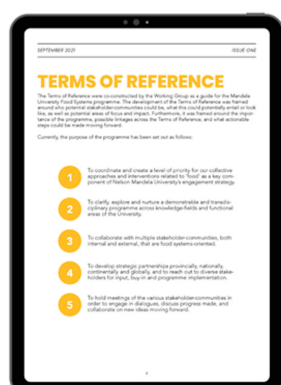 SEPTEMBER 2021
ISSUE ONE
TERMS OF REFERENCE
The Terms of Reference were co-constructed by the Working Group as a guide for the Mandela
University Food Systems programme. The development of the Terms of Reference was framed
around who potential stakeholder-communities could be, what this could potentially entail or look
like, as well as potential areas of focus and impact. Furthermore, it was framed around the impor-
tance of the programme, possible linkages across the Terms of Reference, and what actionable
steps could be made moving forward.
Currently, the purpose of the programme has been set out as follows:
1
To coordinate and create a level of priority for our collective
approaches and interventions related to 'food' as a key com-
ponent of Nelson Mandela University's engagement strategy.
2
To clarify, explore and nurture a demonstrable and transdis-
ciplinary programme across knowledge-fields and functional
areas of the University.
3
To collaborate with multiple stakeholder-communities, both
internal and external, that are food systems-oriented.
4
To develop strategic partnerships provincially, nationally,
continentally and globally, and to reach out to diverse stake-
holders for input, buy-in and programme implementation.
5
To hold meetings of the various stakeholder-communities in
order to engage in dialogues, discuss progress made, and
collaborate on new ideas moving forward.